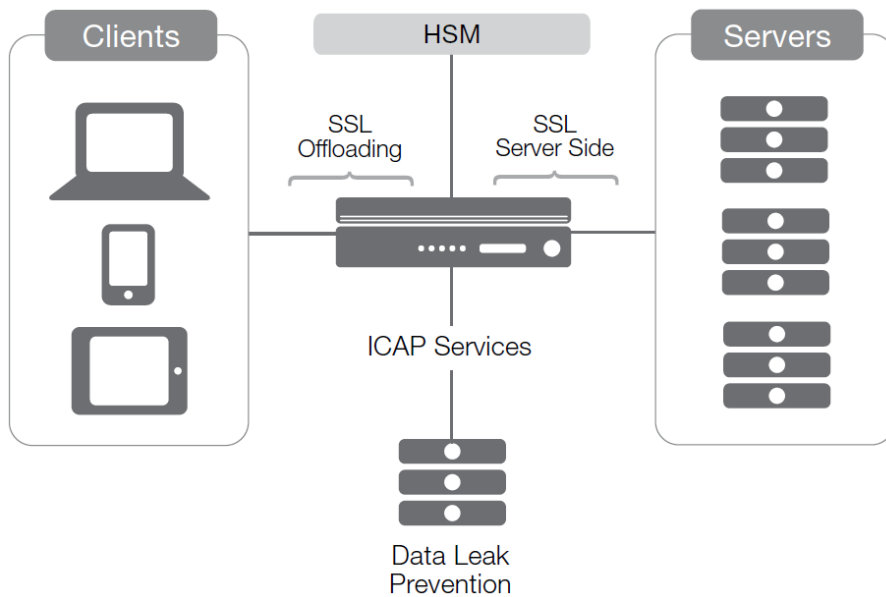 Clients
HSM
Servers
SSL
Offloading
SSL
Server Side
ICAP Services
Data Leak
Prevention